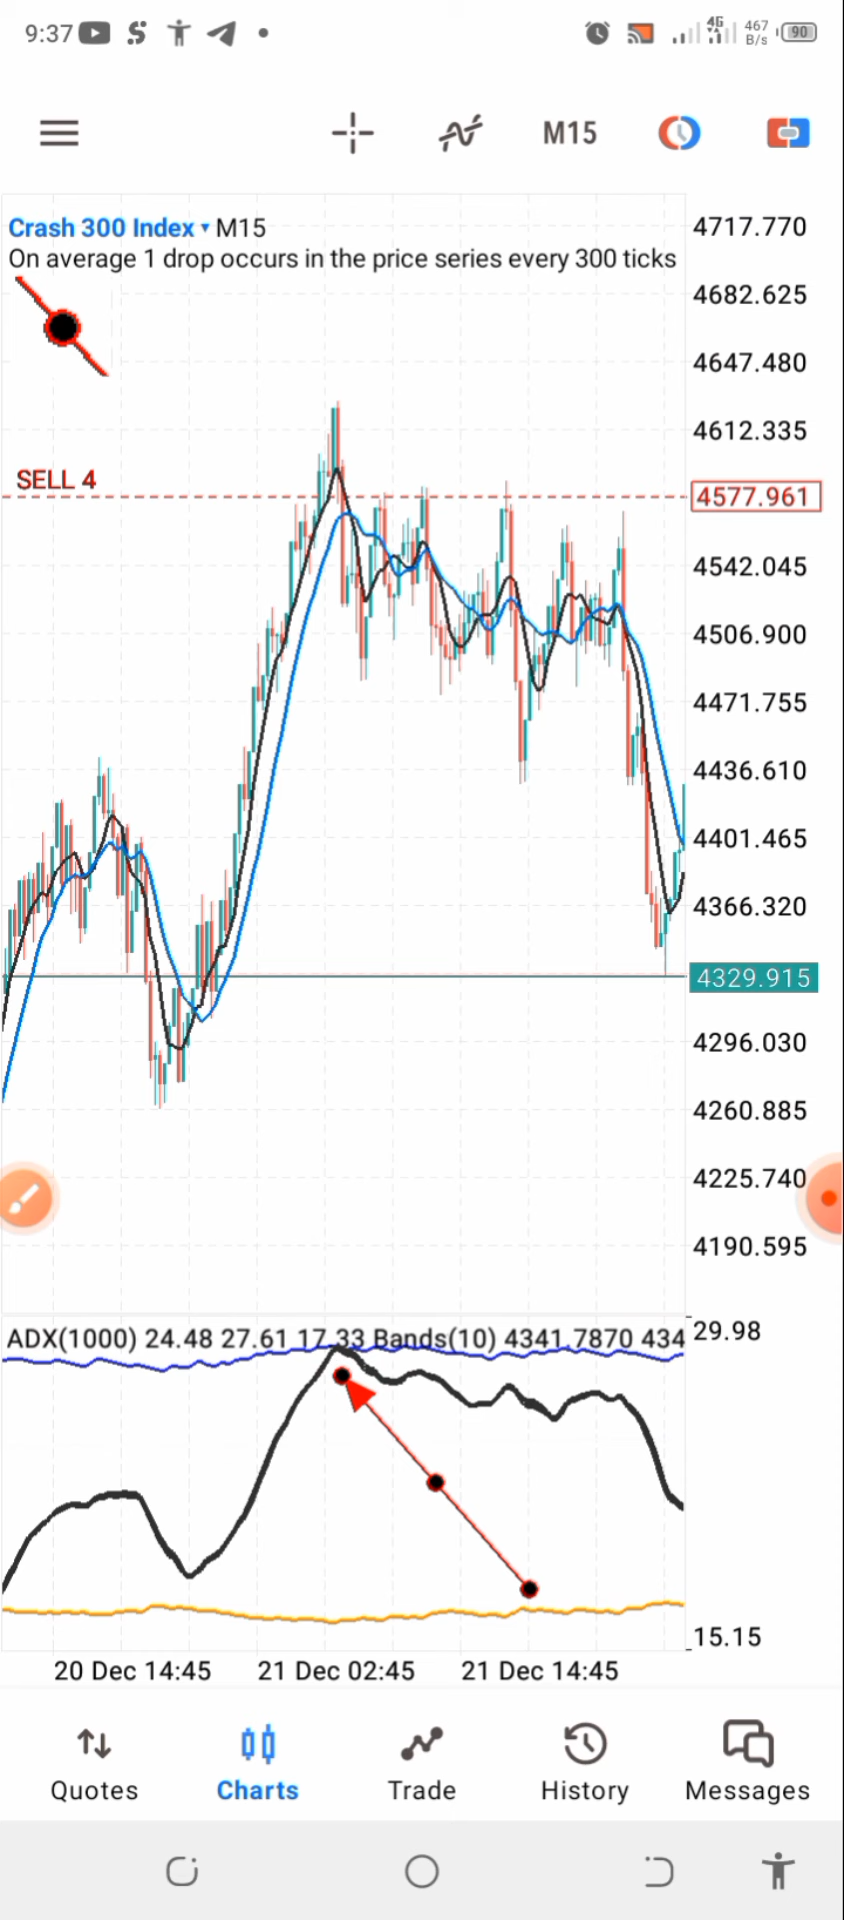 9:37
4G
467
B/s
90
M15
Crash 300 Index ▾ M15
On average 1 drop occurs in the price series every 300 ticks
4717.770
4682.625
4647.480
4612.335
SELL 4
4577.961
4542.045
4506.900
4471.755
4436.610
4401.465
4366.320
4329.915
4296.030
4260.885
4225.740
4190.595
ADX(1000) 24.48 27.61 17.33 Bands(10) 4341.7870 434
29.98
15.15
20 Dec 14:45 21 Dec 02:45 21 Dec 14:45
Quotes Charts Trade History Messages